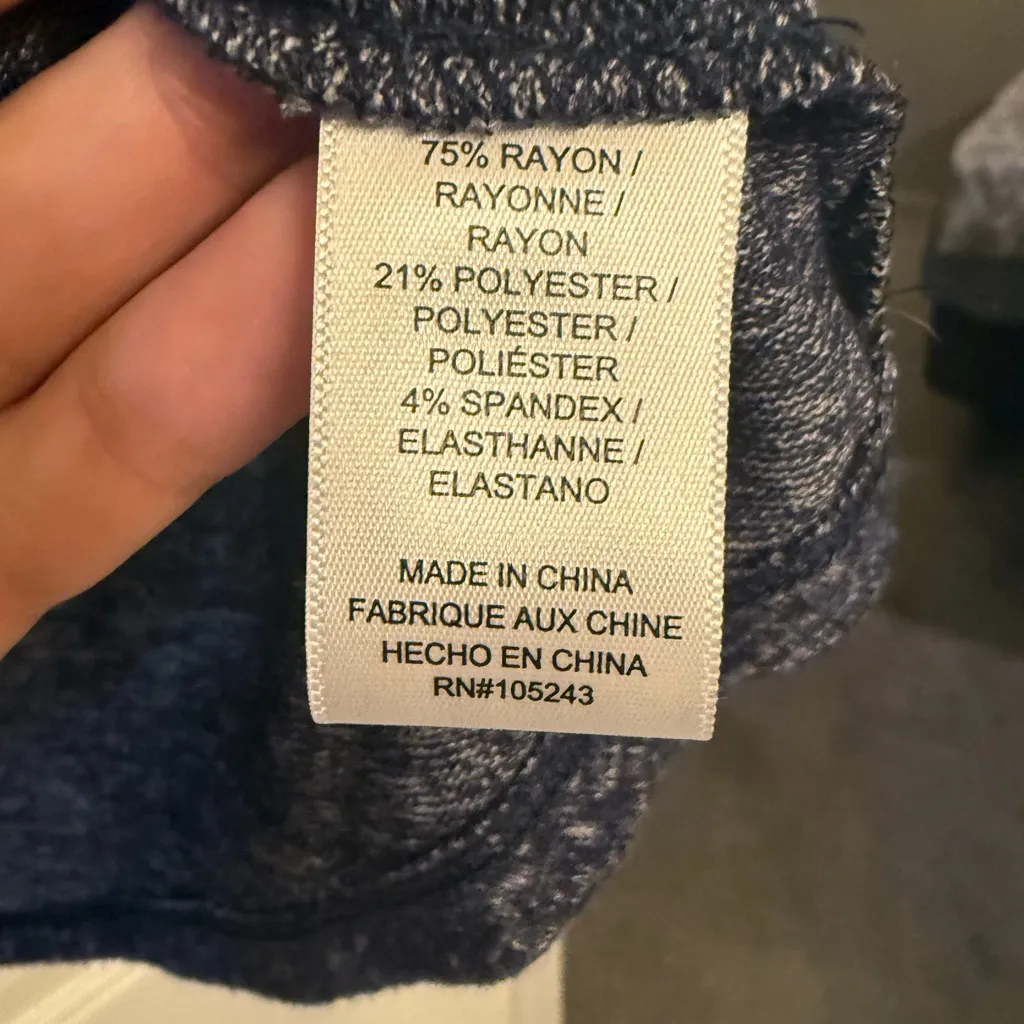 75% RAYON /
RAYONNE /
RAYON
21% POLYESTER /
POLYESTER /
POLIÉSTER
4% SPANDEX /
ELASTHANNE /
ELASTANO
MADE IN CHINA
FABRIQUE AUX CHINE
HECHO EN CHINA
RN#105243